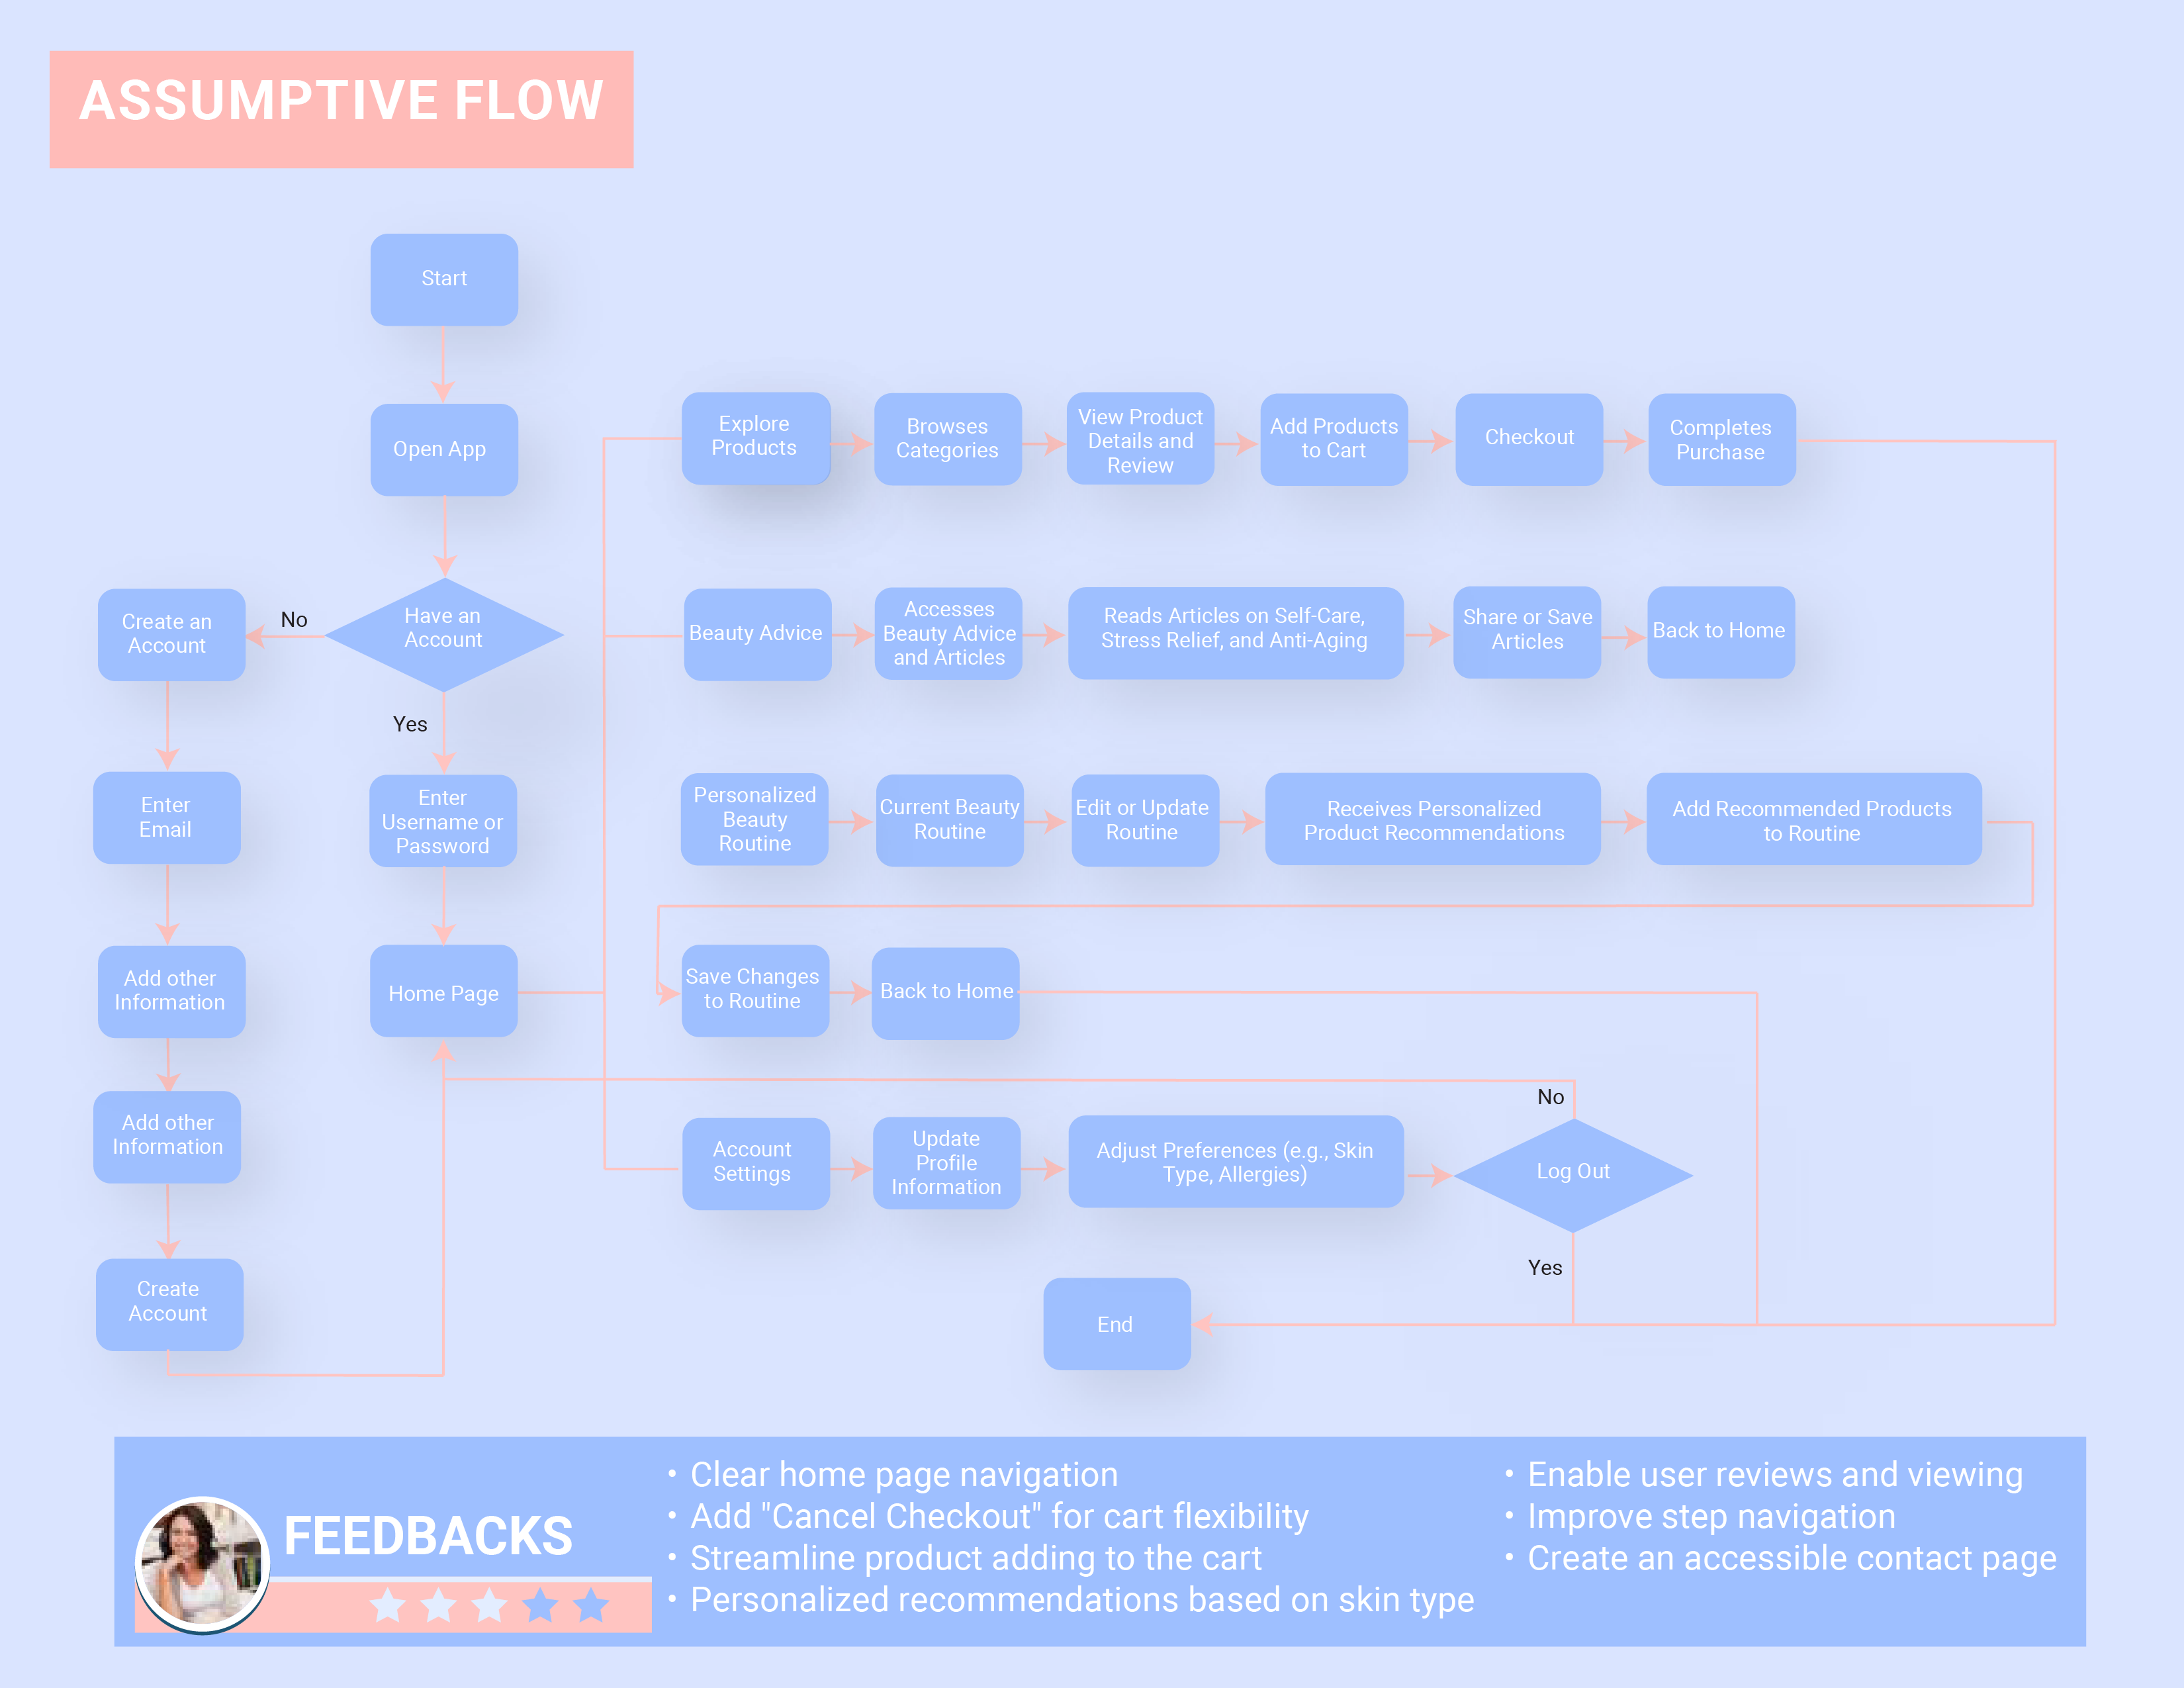 ASSUMPTIVE FLOW
Start
Open App
Have an
Account
No
Yes
Create an
Account
Enter
Email
Add other
Information
Add other
Information
Create
Account
Enter
Username or
Password
Home Page
Explore
Products
Browses
Categories
View Product
Details and
Review
Add Products
to Cart
Checkout
Completes
Purchase
Beauty Advice
Accesses
Beauty Advice
and Articles
Reads Articles on Self-Care,
Stress Relief, and Anti-Aging
Share or Save
Articles
Back to Home
Personalized
Beauty
Routine
Current Beauty
Routine
Edit or Update
Routine
Receives Personalized
Product Recommendations
Add Recommended Products
to Routine
Save Changes
to Routine
Back to Home
Account
Settings
Update
Profile
Information
Adjust Preferences (e.g., Skin
Type, Allergies)
No
Log Out
Yes
End
FEEDBACKS
• Clear home page navigation
• Add "Cancel Checkout" for cart flexibility
• Streamline product adding to the cart
• Personalized recommendations based on skin type
• Enable user reviews and viewing
• Improve step navigation
• Create an accessible contact page